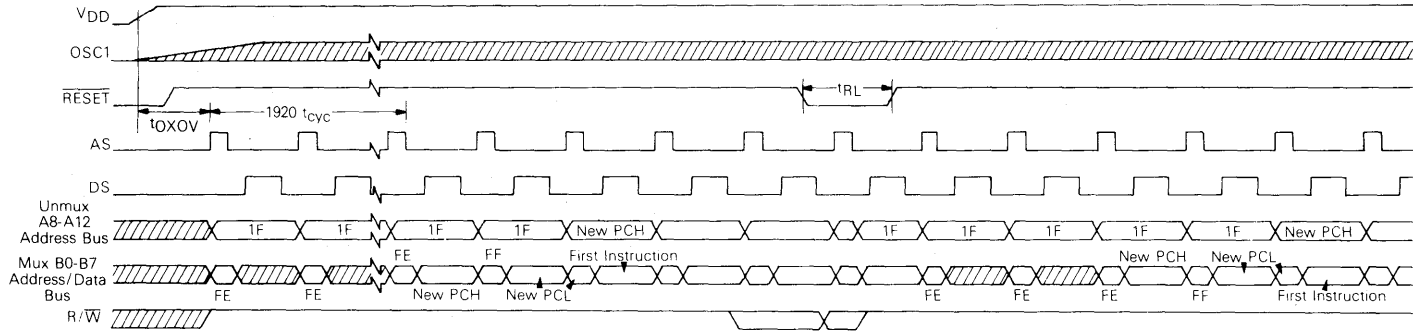 VDD
OSC1
RESET
tRL
tOXOV
1920 tcyc
AS
DS
Unmux
A8-A12
Address Bus
1F 1F 1F 1F New PCH 1F 1F 1F 1F 1F New PCH
FE FF First Instruction New PCH New PCL
Mux B0-B7
Address/Data
Bus
FE FE New PCH New PCL FE FE FE FF First Instruction
R/W